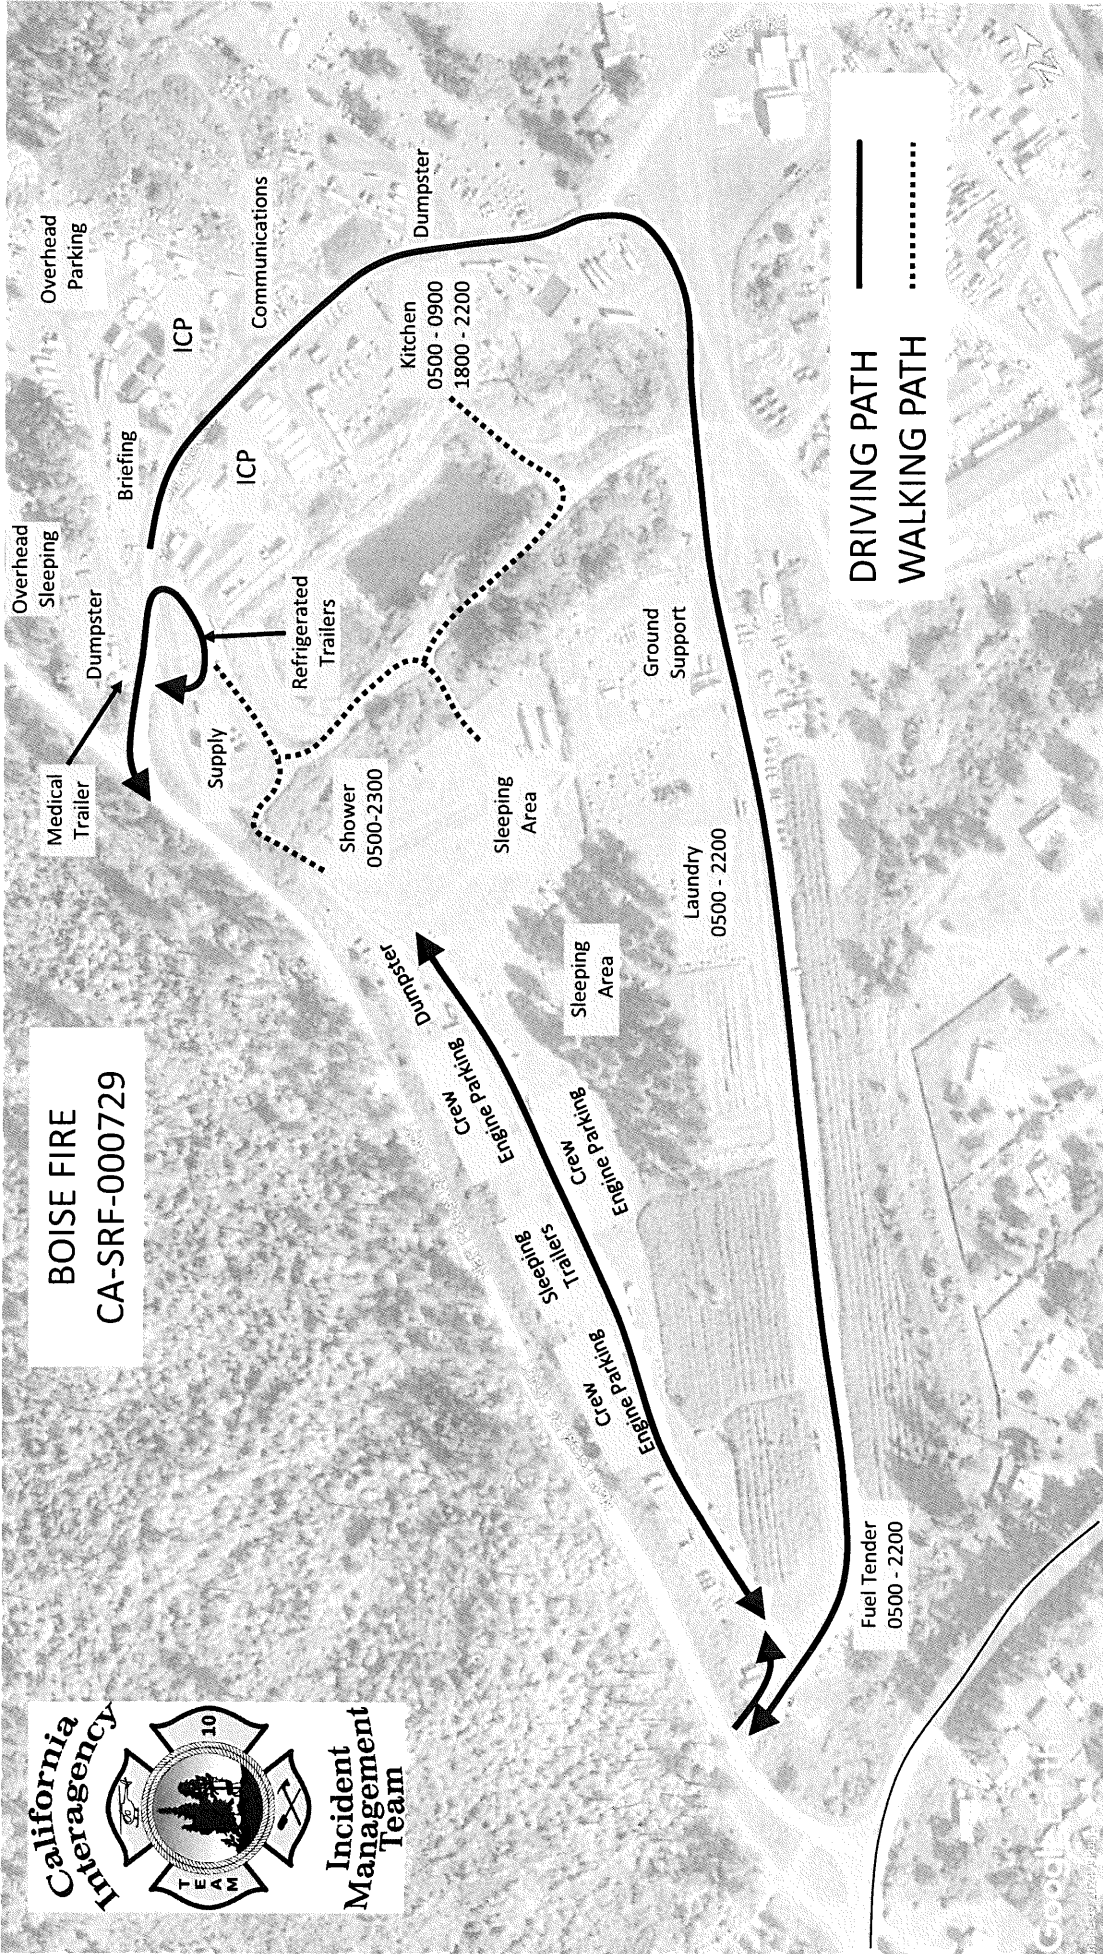 California
Interagency
TEAM
10
Incident
Management
Team
BOISE FIRE
CA-SRF-000729
Medical
Trailer
Dumpster
Overhead
Sleeping
Briefing
Overhead
Parking
ICP
Communications
Dumpster
ICP
Supply
Refrigerated
Trailers
Kitchen
0500 - 0900
1800 - 2200
Shower
0500-2300
Dumpster
Sleeping
Area
Sleeping
Area
Crew
Engine Parking
Crew
Engine Parking
Sleeping
Trailers
Crew
Engine Parking
Ground
Support
Laundry
0500 - 2200
Fuel Tender
0500 - 2200
DRIVING PATH
WALKING PATH
N